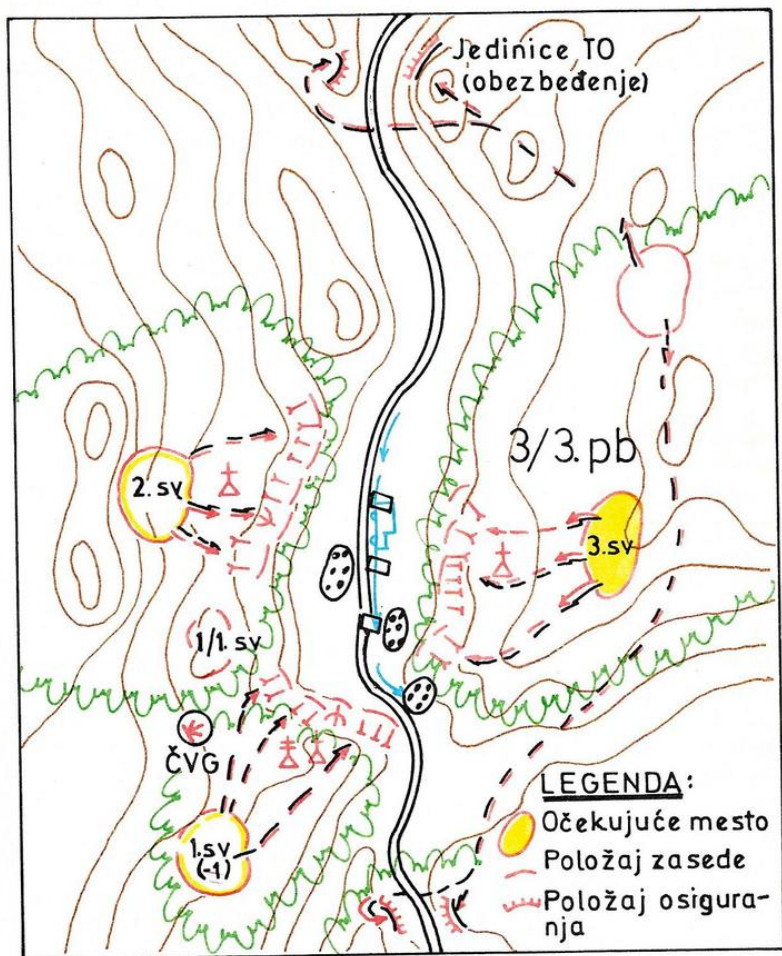 Jedinice TO
(obezbeđenje)
3/3. pb
2. sv
3.sv
1/1. sv
ČVG
1.sv
(-1)
LEGENDA:
Očekujuće mesto
Položaj zasede
Položaj osigura-
nja